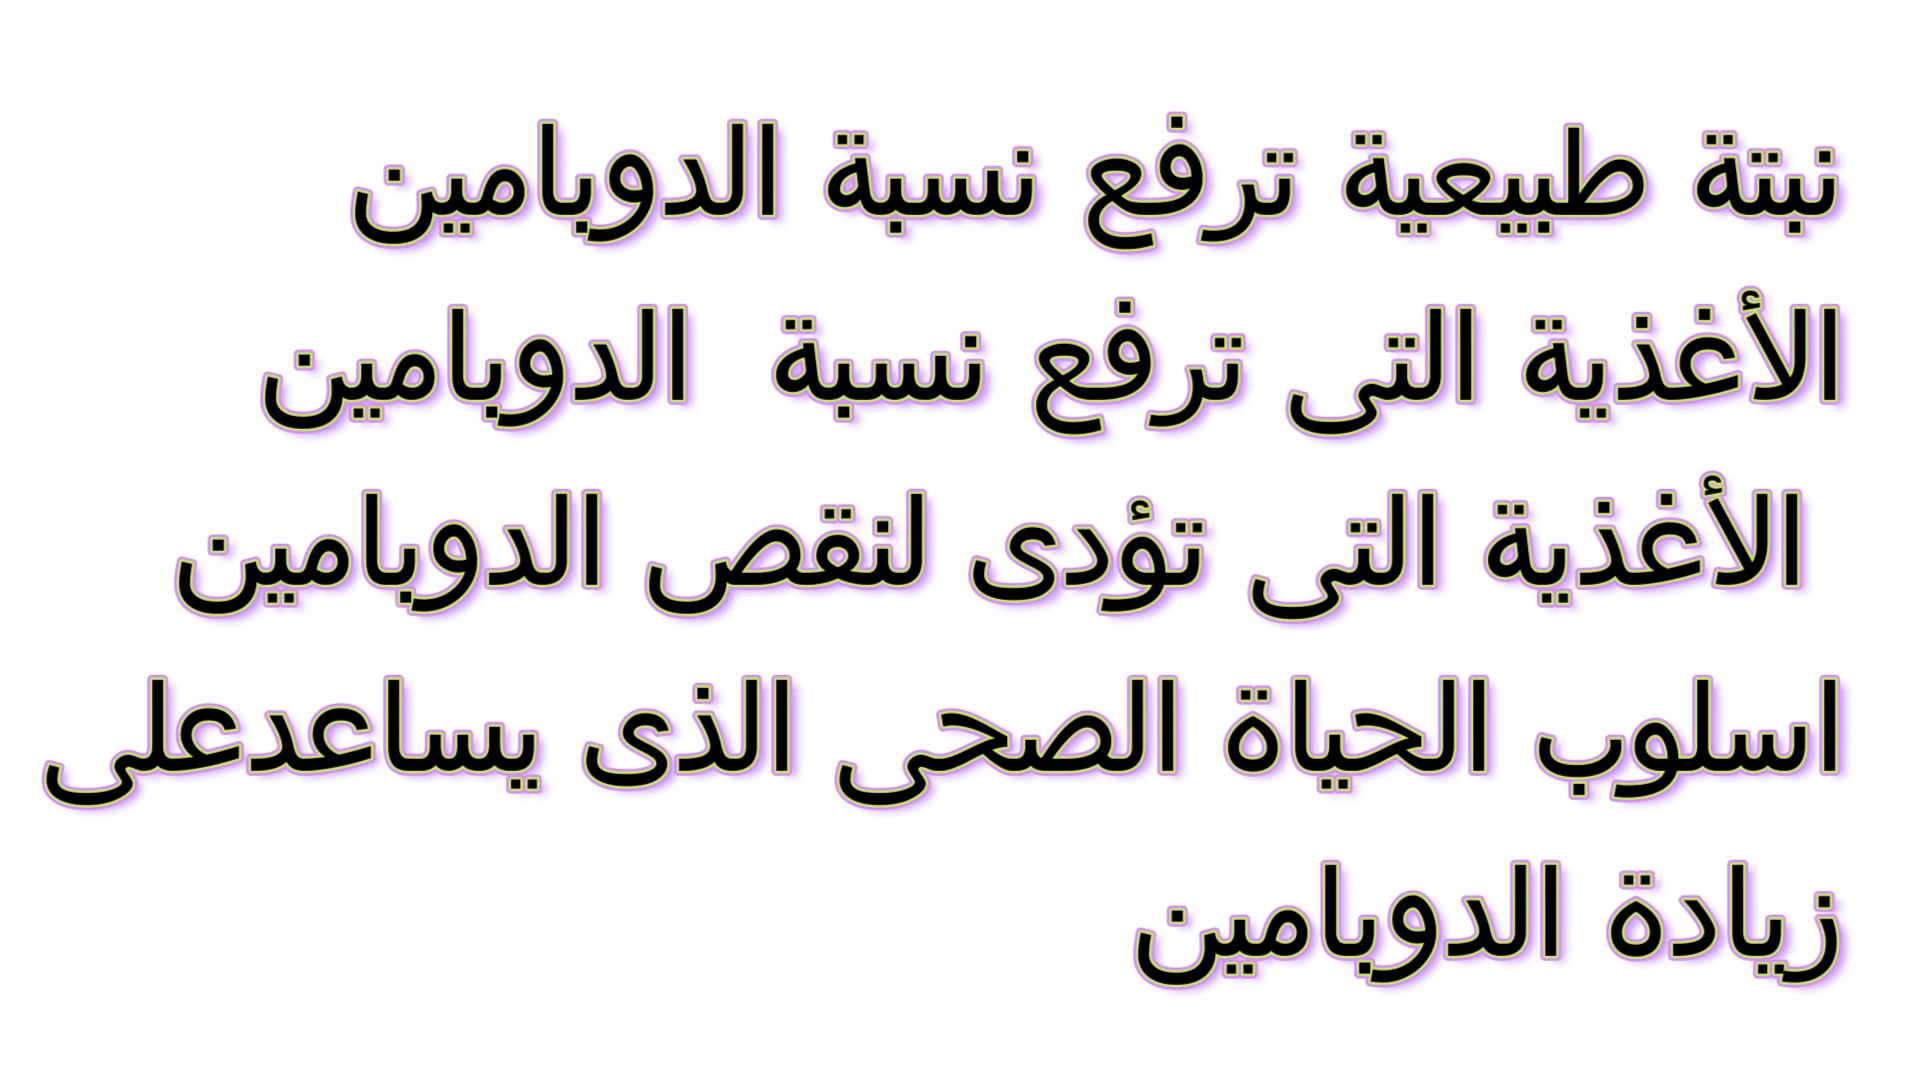 نبتة طبيعية ترفع نسبة الدوبامين
الأغذية التى ترفع نسبة الدوبامين
الأغذية التى تؤدى لنقص الدوبامين
اسلوب الحياة الصحى الذى يساعدعلى
زيادة الدوبامين